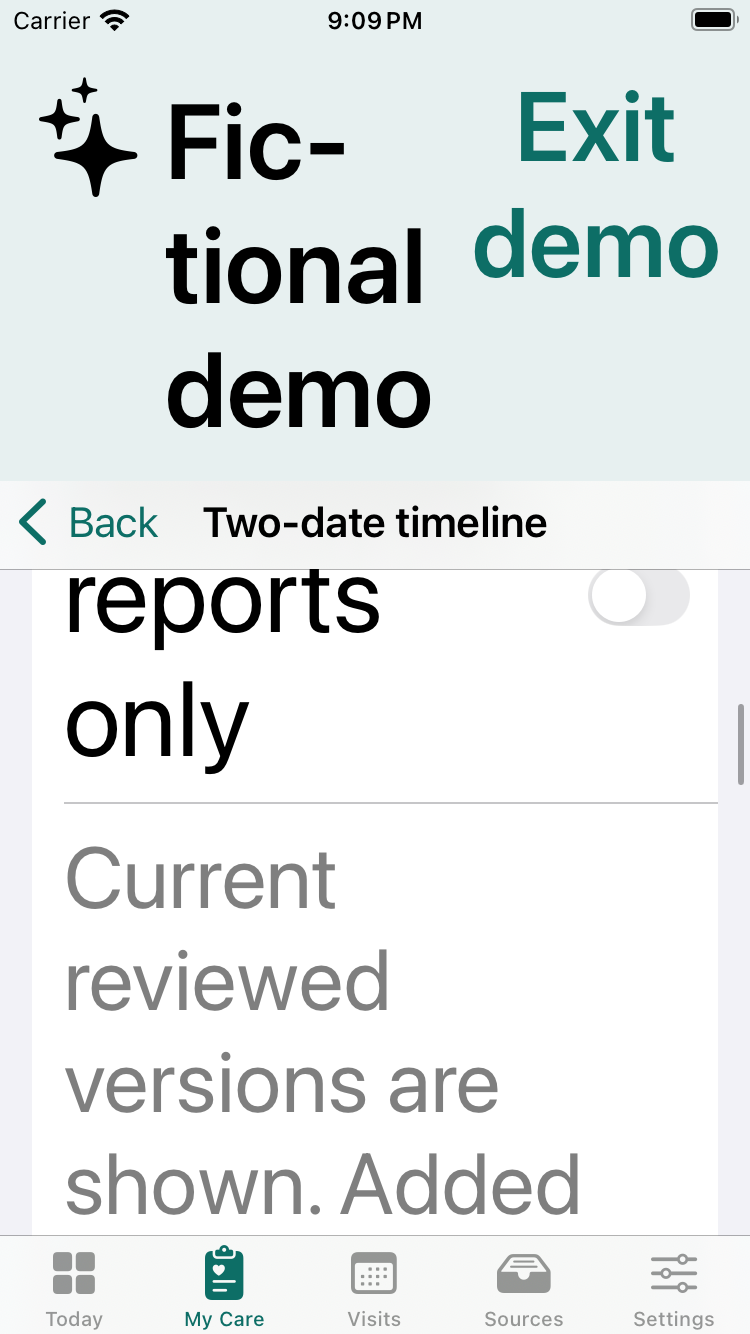 Carrier 9:09 PM
Fic-
tional
demo
Exit
demo
Back Two-date timeline
reports
only
Current
reviewed
versions are
shown. Added
Today My Care Visits Sources Settings